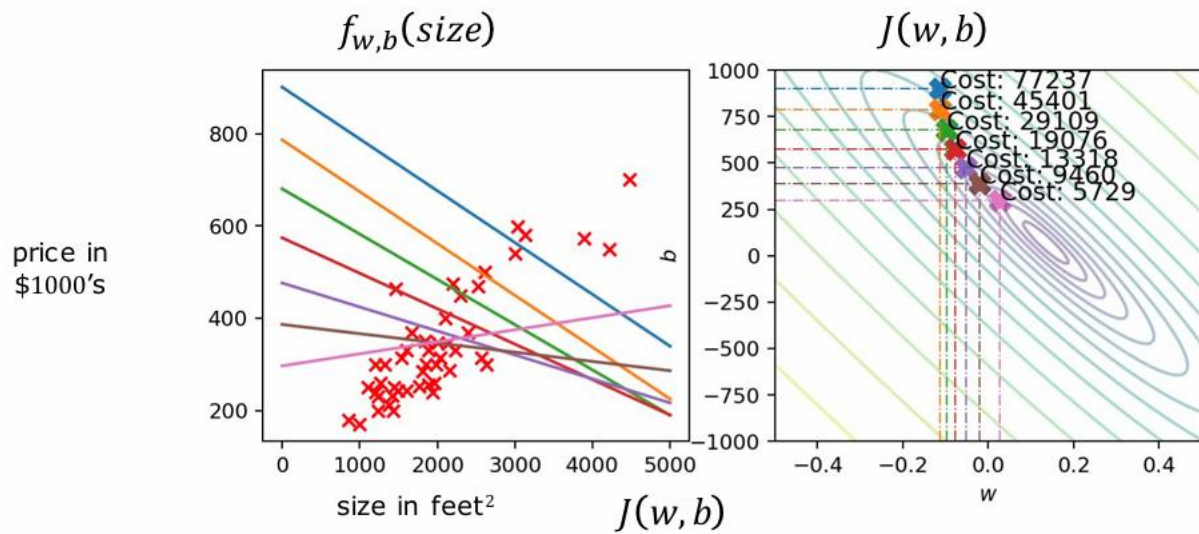 f_{w,b}(size)
J(w, b)
price in
$1000's
800
600
400
200
0
1000
2000
3000
4000
5000
size in feet²
b
1000
750
500
250
0
−250
−500
−750
−1000
Cost: 77237
Cost: 45401
Cost: 29109
Cost: 19076
Cost: 13318
Cost: 9460
Cost: 5729
−0.4
−0.2
0.0
0.2
0.4
w
J(w, b)